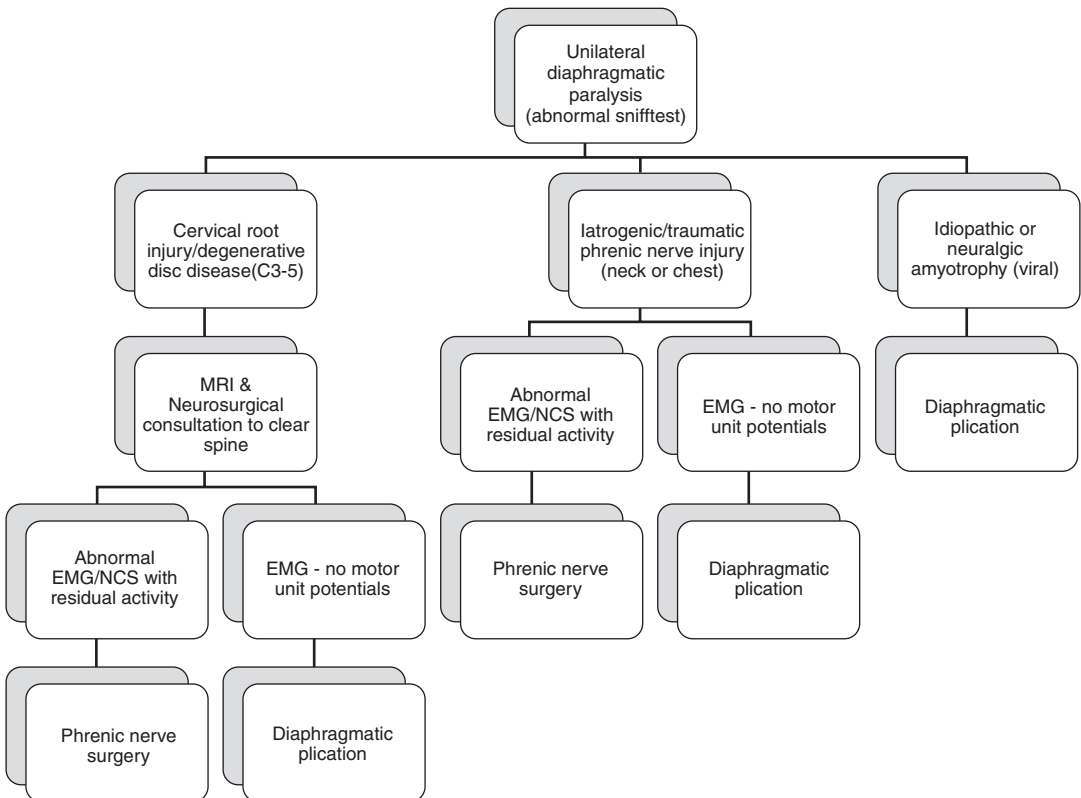 Unilateral
diaphragmatic
paralysis
(abnormal snifftest)
Cervical root
injury/degenerative
disc disease(C3-5)
Iatrogenic/traumatic
phrenic nerve injury
(neck or chest)
Idiopathic or
neuralgic
amyotrophy (viral)
MRI &
Neurosurgical
consultation to clear
spine
Abnormal
EMG/NCS with
residual activity
EMG - no motor
unit potentials
Diaphragmatic
plication
Abnormal
EMG/NCS with
residual activity
EMG - no motor
unit potentials
Phrenic nerve
surgery
Diaphragmatic
plication
Phrenic nerve
surgery
Diaphragmatic
plication